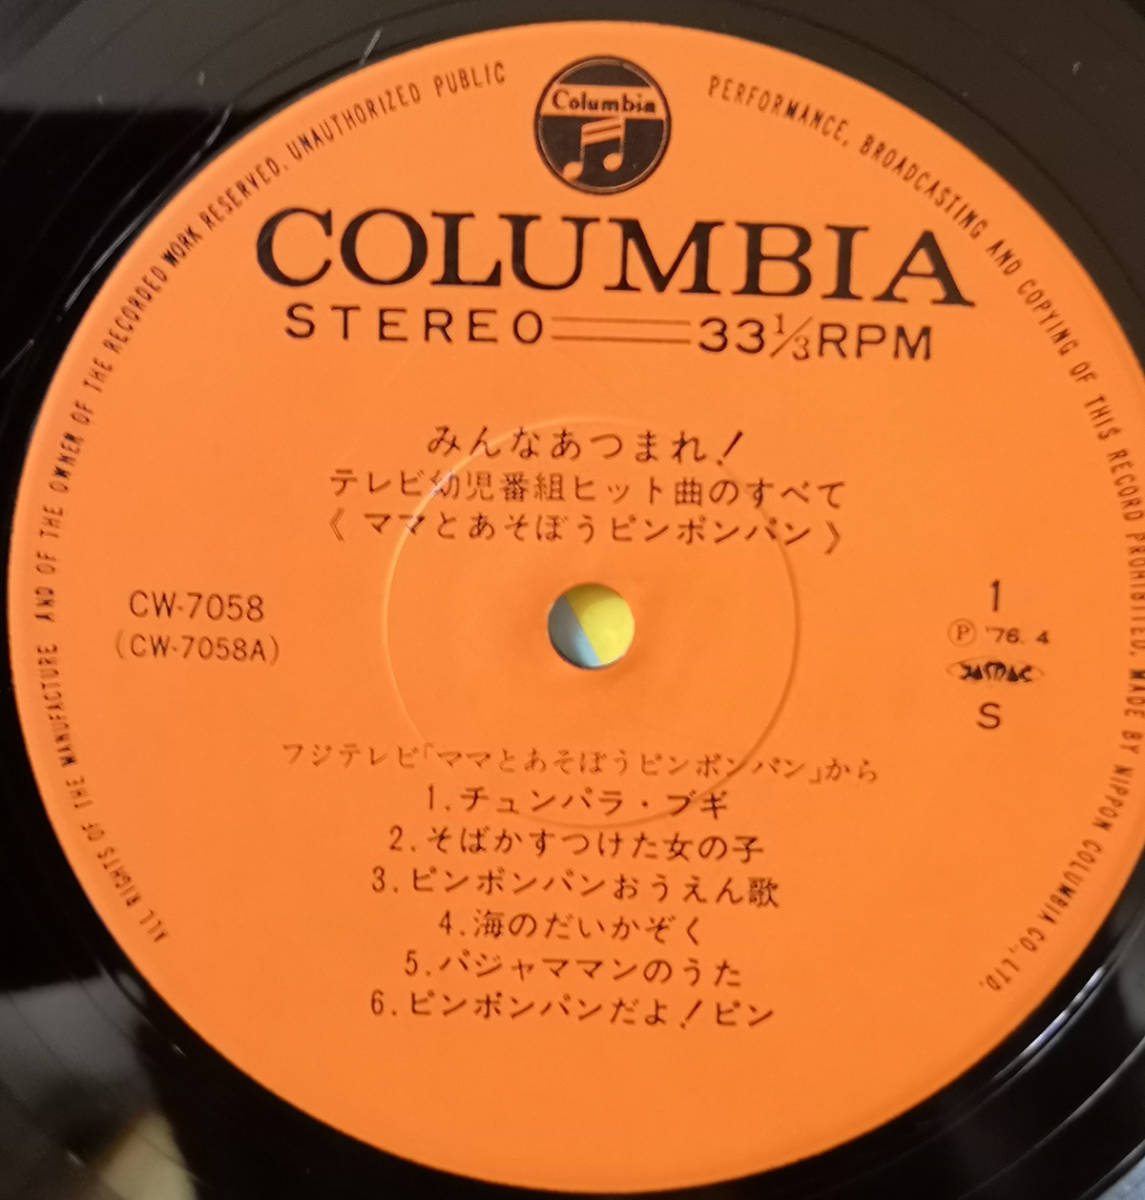 Columbia
COLUMBIA
STEREO 33 1/3 RPM
みんなあつまれ!
テレビ幼児番組ヒット曲のすべて
《ママとあそぼうピンポンパン》
CW-7058
(CW-7058A)
1
Ⓟ '76. 4
JASRAC
S
フジテレビ「ママとあそぼうピンポンパン」から
1. チュンパラ・ブギ
2. そばかすつけた女の子
3. ピンポンパンおうえん歌
4. 海のだいかぞく
5. パジャママンのうた
6. ピンポンパンだよ!ピン
ALL RIGHTS OF THE MANUFACTURE AND OF THE OWNER OF THE RECORDED WORK RESERVED. UNAUTHORIZED PUBLIC PERFORMANCE, BROADCASTING AND COPYING OF THIS RECORD PROHIBITED. MADE BY NIPPON COLUMBIA CO., LTD.